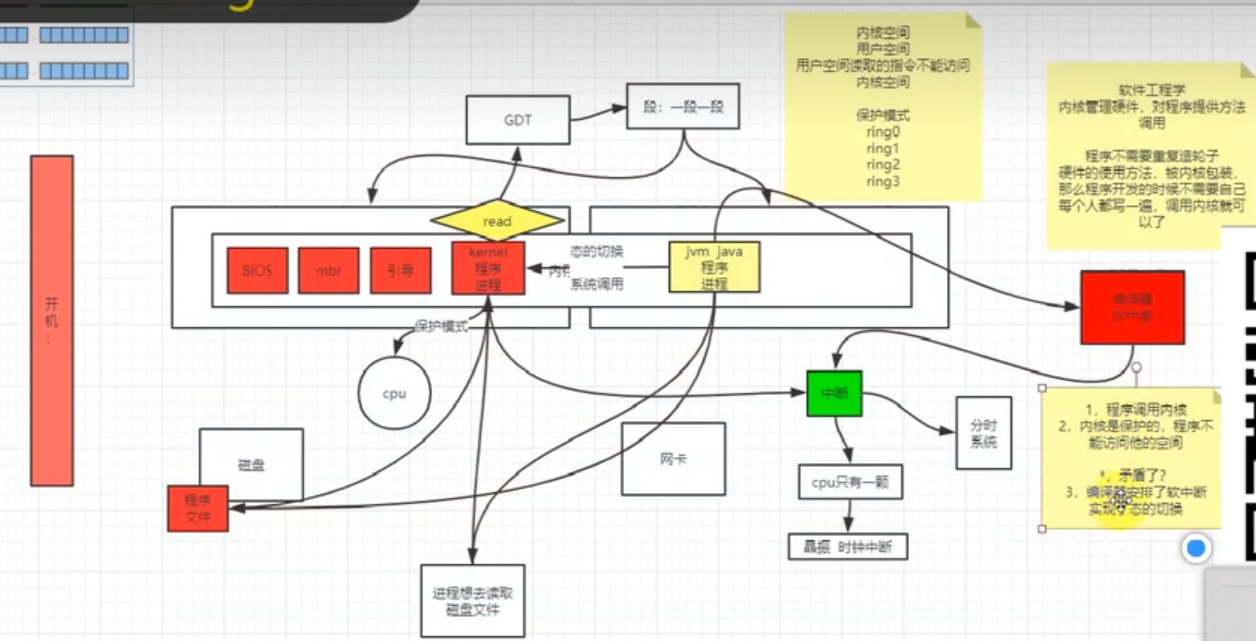 内核空间
用户空间
用户空间读取的指令不能访问
内核空间
保护模式
ring0
ring1
ring2
ring3
软件工程学
内核管理硬件，对程序提供方法
调用
程序不需要重复造轮子
硬件的使用方法，被内核包装，
那么程序开发的时候不需要自己
每个人都写一遍，调用内核就可
以了
GDT
段：一段一段
read
开
机
：
BIOS
mbr
引导
kernel
程序
进程
态的切换
系统调用
jvm java
程序
进程
保护模式
cpu
编译器
的中断
中断
分时
系统
磁盘
网卡
程序
文件
cpu只有一颗
晶振 时钟中断
进程想去读取
磁盘文件
1，程序调用内核
2，内核是保护的，程序不
能访问他的空间
*，矛盾了？
3，编译器安排了软中断
实现了态的切换